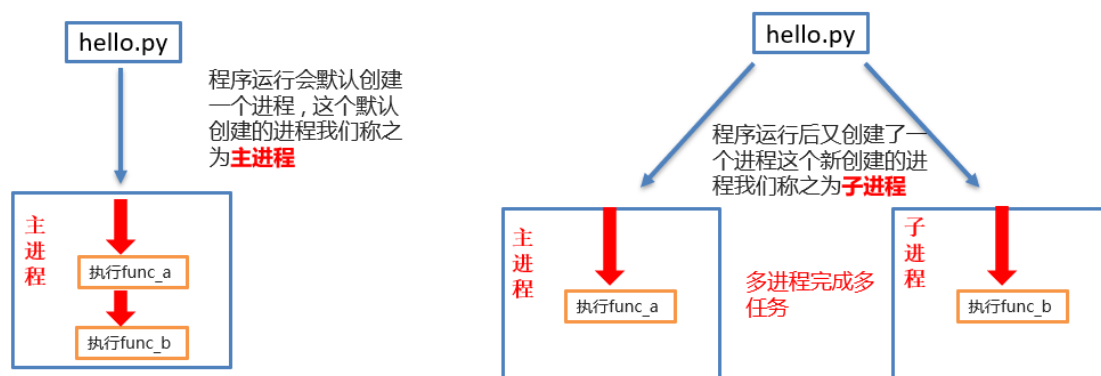 hello.py
程序运行会默认创建
一个进程，这个默认
创建的进程我们称之
为主进程
主
进
程
执行func_a
执行func_b
hello.py
程序运行后又创建了一
个进程这个新创建的进
程我们称之为子进程
主
进
程
执行func_a
多进程完成多
任务
子
进
程
执行func_b